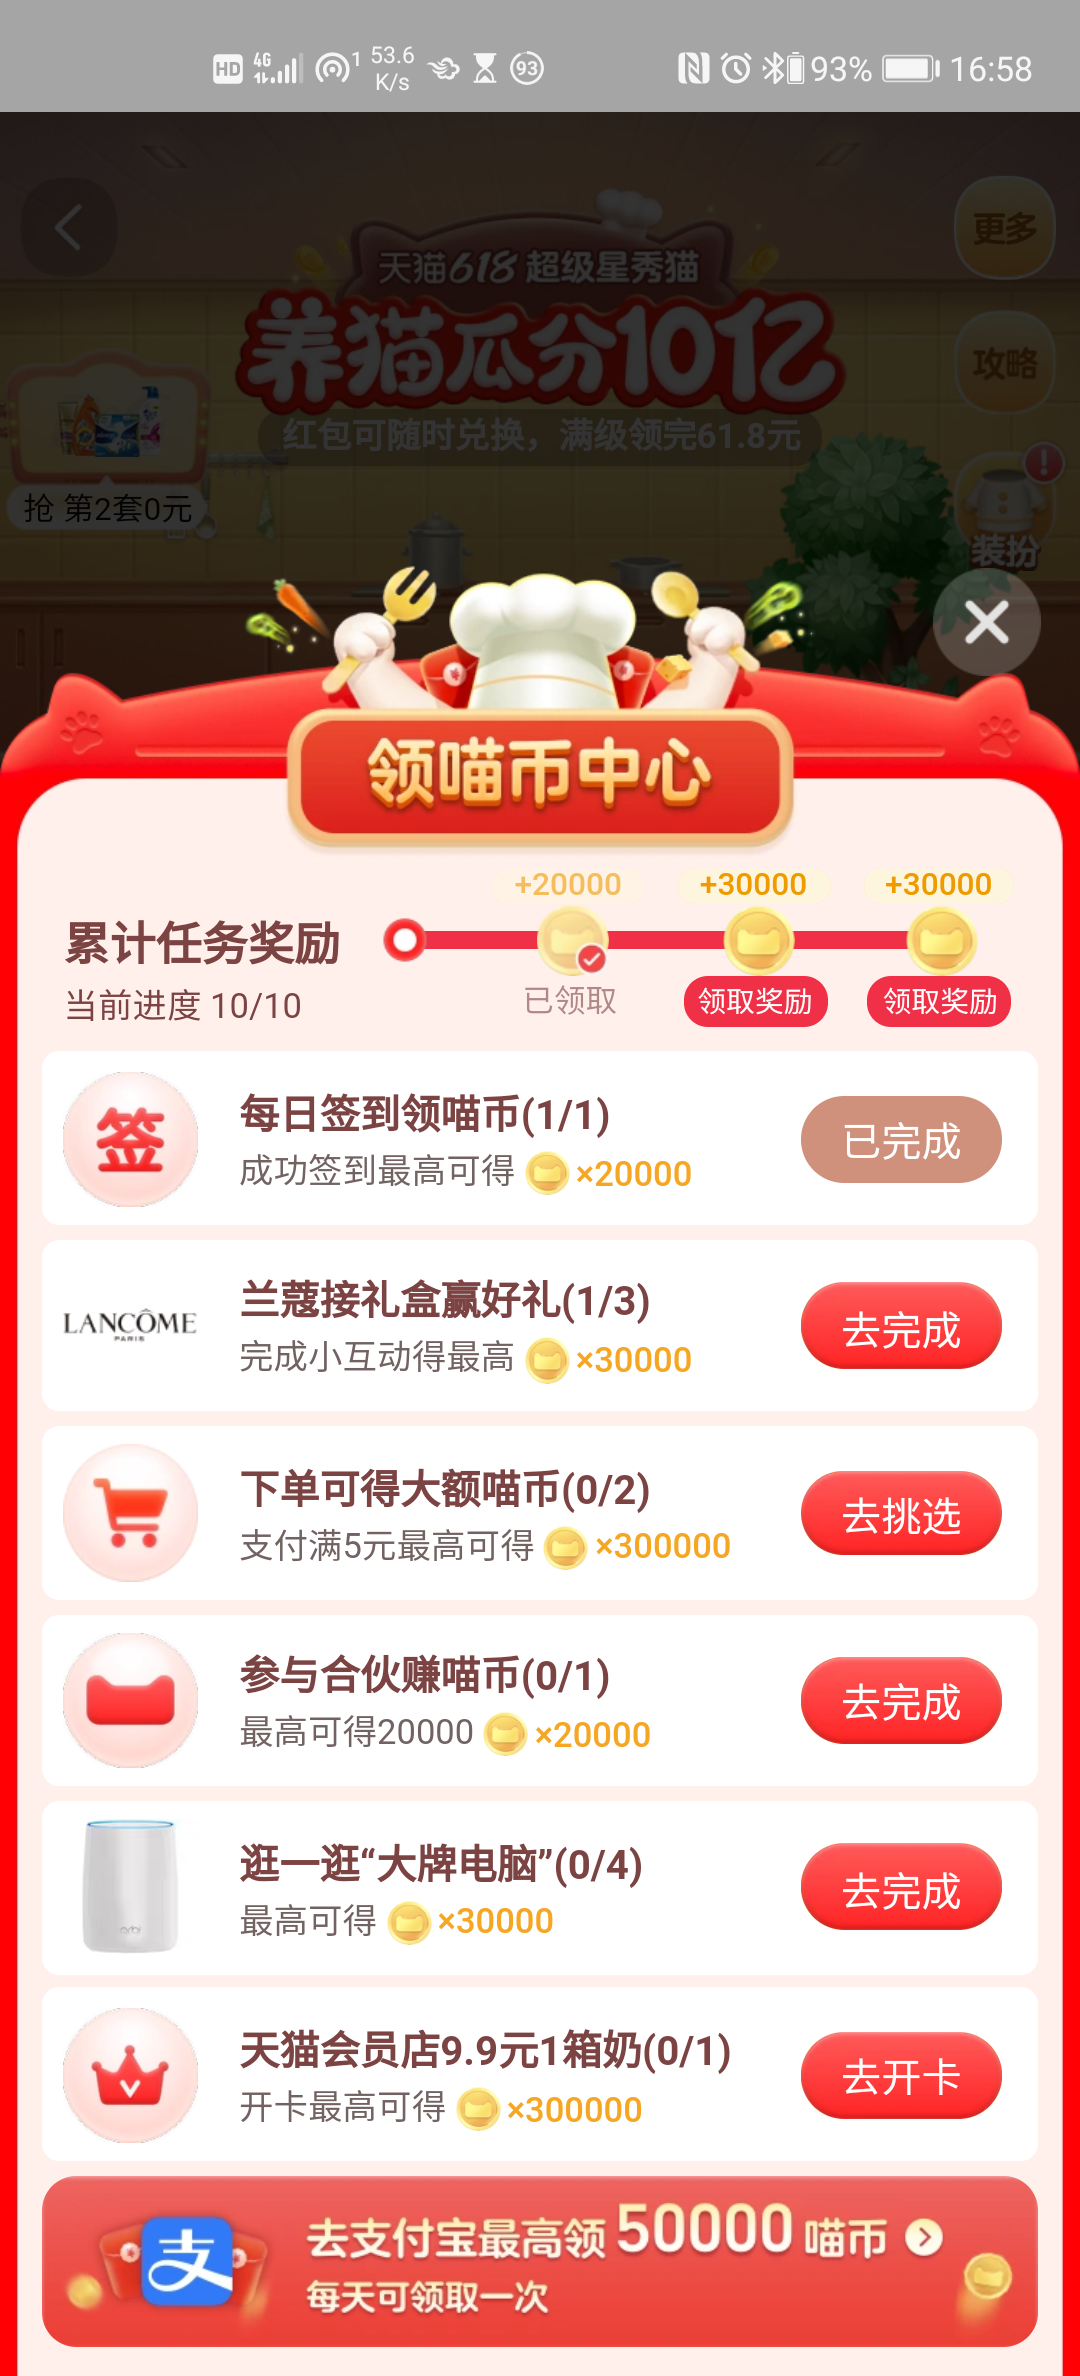 HD 4G 1 53.6 K/s 93 93% 16:58
更多
天猫618 超级星秀猫
养猫瓜分10亿
攻略
红包可随时兑换，满级领完61.8元
抢 第2套0元
装扮
领喵币中心
+20000 +30000 +30000
累计任务奖励
当前进度 10/10
已领取 领取奖励 领取奖励
签
每日签到领喵币(1/1)
成功签到最高可得 ×20000
已完成
LANCÔME
PARIS
兰蔻接礼盒赢好礼(1/3)
完成小互动得最高 ×30000
去完成
下单可得大额喵币(0/2)
支付满5元最高可得 ×300000
去挑选
参与合伙赚喵币(0/1)
最高可得20000 ×20000
去完成
orbi
逛一逛“大牌电脑”(0/4)
最高可得 ×30000
去完成
天猫会员店9.9元1箱奶(0/1)
开卡最高可得 ×300000
去开卡
支
去支付宝最高领 50000 喵币
每天可领取一次